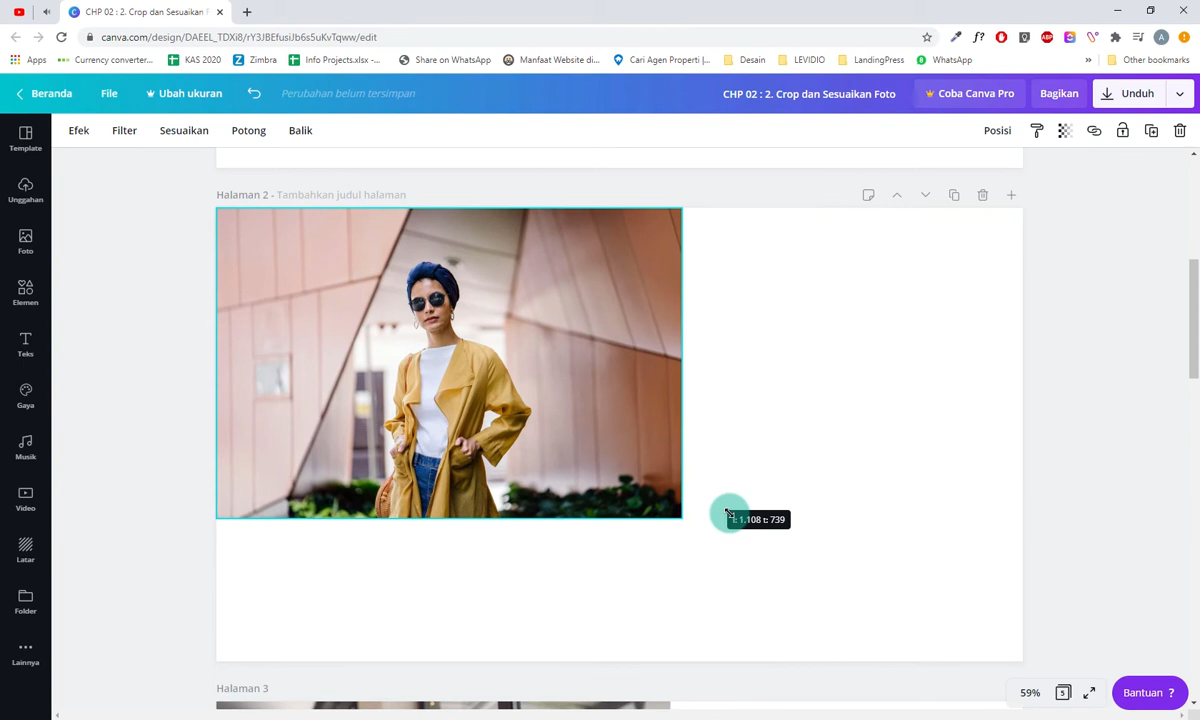 CHP 02 : 2. Crop dan Sesuaikan F
canva.com/design/DAEEL_TDXi8/rY3JBEfusiJb6s5uKvTqww/edit
Apps
Currency converter...
KAS 2020
Zimbra
Info Projects.xlsx -...
Share on WhatsApp
Manfaat Website di...
Cari Agen Properti |...
Desain
LEVIDIO
LandingPress
WhatsApp
»
Other bookmarks
Beranda
File
Ubah ukuran
Perubahan belum tersimpan
CHP 02 : 2. Crop dan Sesuaikan Foto
Coba Canva Pro
Bagikan
Unduh
Efek
Filter
Sesuaikan
Potong
Balik
Posisi
Template
Unggahan
Foto
Elemen
Teks
Gaya
Musik
Video
Latar
Folder
Lainnya
Halaman 2 - Tambahkan judul halaman
l: 1.108 t: 739
Halaman 3
59%
5
Bantuan ?